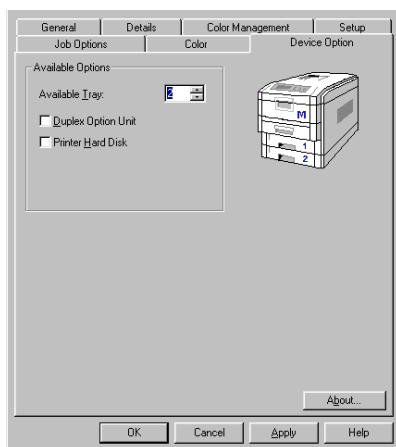 General Details Color Management Setup
Job Options Color Device Option
Available Options
Available Tray: 2
Duplex Option Unit
Printer Hard Disk
M
1
2
About...
OK Cancel Apply Help